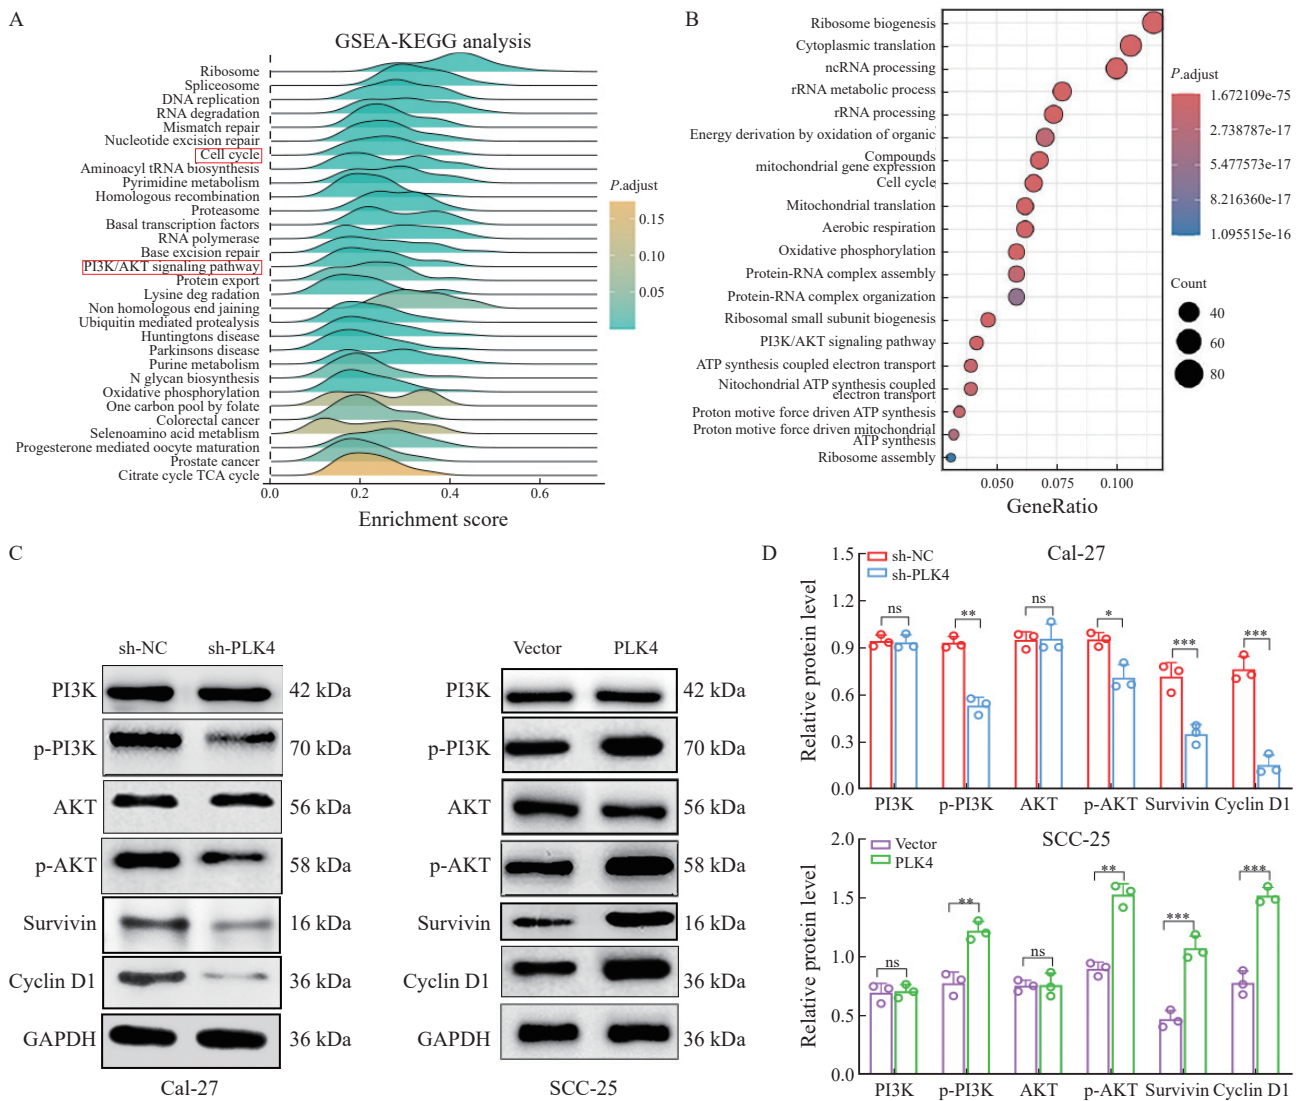 A
GSEA-KEGG analysis
Ribosome
Spliceosome
DNA replication
RNA degradation
Mismatch repair
Nucleotide excision repair
Cell cycle
Aminoacyl tRNA biosynthesis
Pyrimidine metabolism
Homologous recombination
Proteasome
Basal transcription factors
RNA polymerase
Base excision repair
PI3K/AKT signaling pathway
Protein export
Lysine deg radation
Non homologous end jaining
Ubiquitin mediated protealysis
Huntingtons disease
Parkinsons disease
Purine metabolism
N glycan biosynthesis
Oxidative phosphorylation
One carbon pool by folate
Colorectal cancer
Selenoamino acid metablism
Progesterone mediated oocyte maturation
Prostate cancer
Citrate cycle TCA cycle
0.0 0.2 0.4 0.6
Enrichment score
P.adjust
0.15
0.10
0.05
B
Ribosome biogenesis
Cytoplasmic translation
ncRNA processing
rRNA metabolic process
rRNA processing
Energy derivation by oxidation of organic
Compounds
mitochondrial gene expression
Cell cycle
Mitochondrial translation
Aerobic respiration
Oxidative phosphorylation
Protein-RNA complex assembly
Protein-RNA complex organization
Ribosomal small subunit biogenesis
PI3K/AKT signaling pathway
ATP synthesis coupled electron transport
Nitochondrial ATP synthesis coupled
electron transport
Proton motive force driven ATP synthesis
Proton motive force driven mitochondrial
ATP synthesis
Ribosome assembly
0.050 0.075 0.100
GeneRatio
P.adjust
1.672109e-75
2.738787e-17
5.477573e-17
8.216360e-17
1.095515e-16
Count
40
60
80
C
sh-NC sh-PLK4
PI3K 42 kDa
p-PI3K 70 kDa
AKT 56 kDa
p-AKT 58 kDa
Survivin 16 kDa
Cyclin D1 36 kDa
GAPDH 36 kDa
Cal-27
Vector PLK4
PI3K 42 kDa
p-PI3K 70 kDa
AKT 56 kDa
p-AKT 58 kDa
Survivin 16 kDa
Cyclin D1 36 kDa
GAPDH 36 kDa
SCC-25
D
Cal-27
sh-NC
sh-PLK4
Relative protein level
1.5
1.2
0.9
0.6
0.3
0.0
ns ** ns * *** ***
PI3K p-PI3K AKT p-AKT Survivin Cyclin D1
SCC-25
Vector
PLK4
Relative protein level
2.0
1.5
1.0
0.5
0.0
ns ** ns ** *** ***
PI3K p-PI3K AKT p-AKT Survivin Cyclin D1